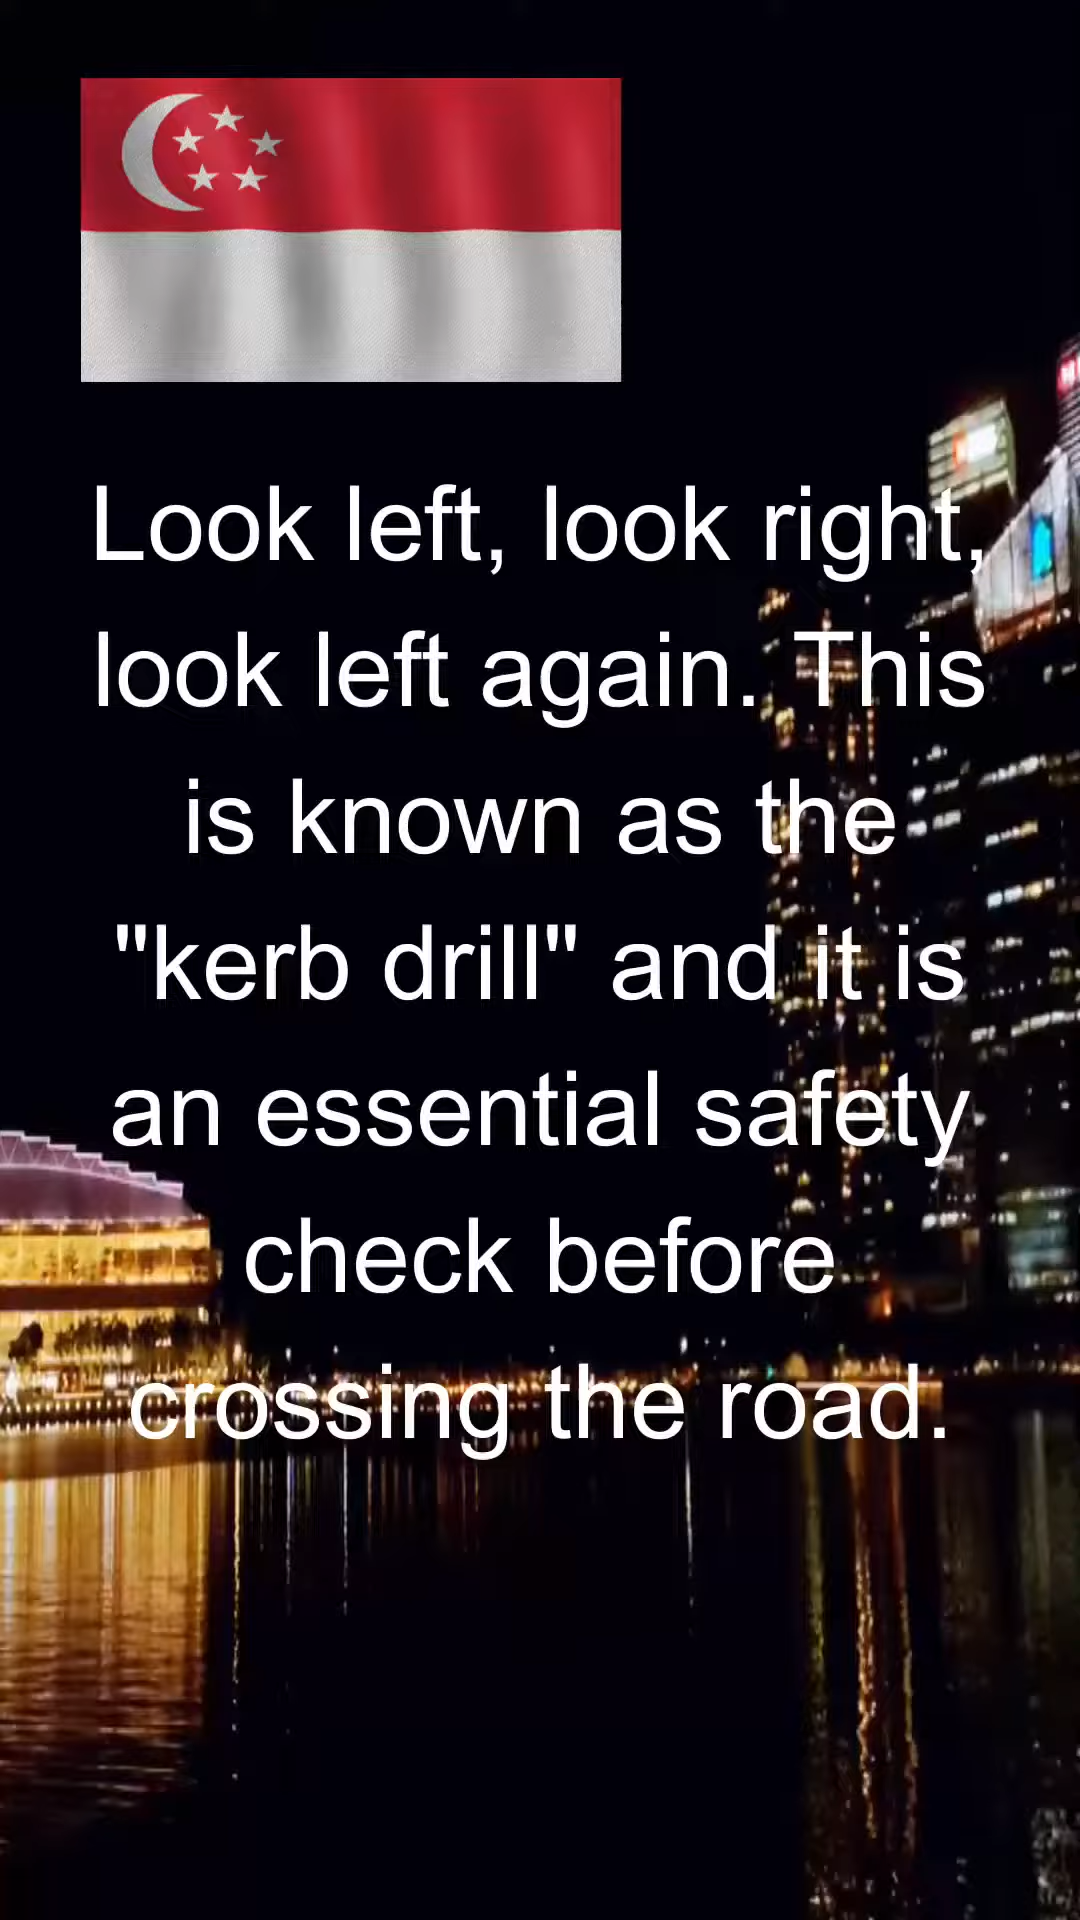 Look left, look right,
look left again. This
is known as the
"kerb drill" and it is
an essential safety
check before
crossing the road.